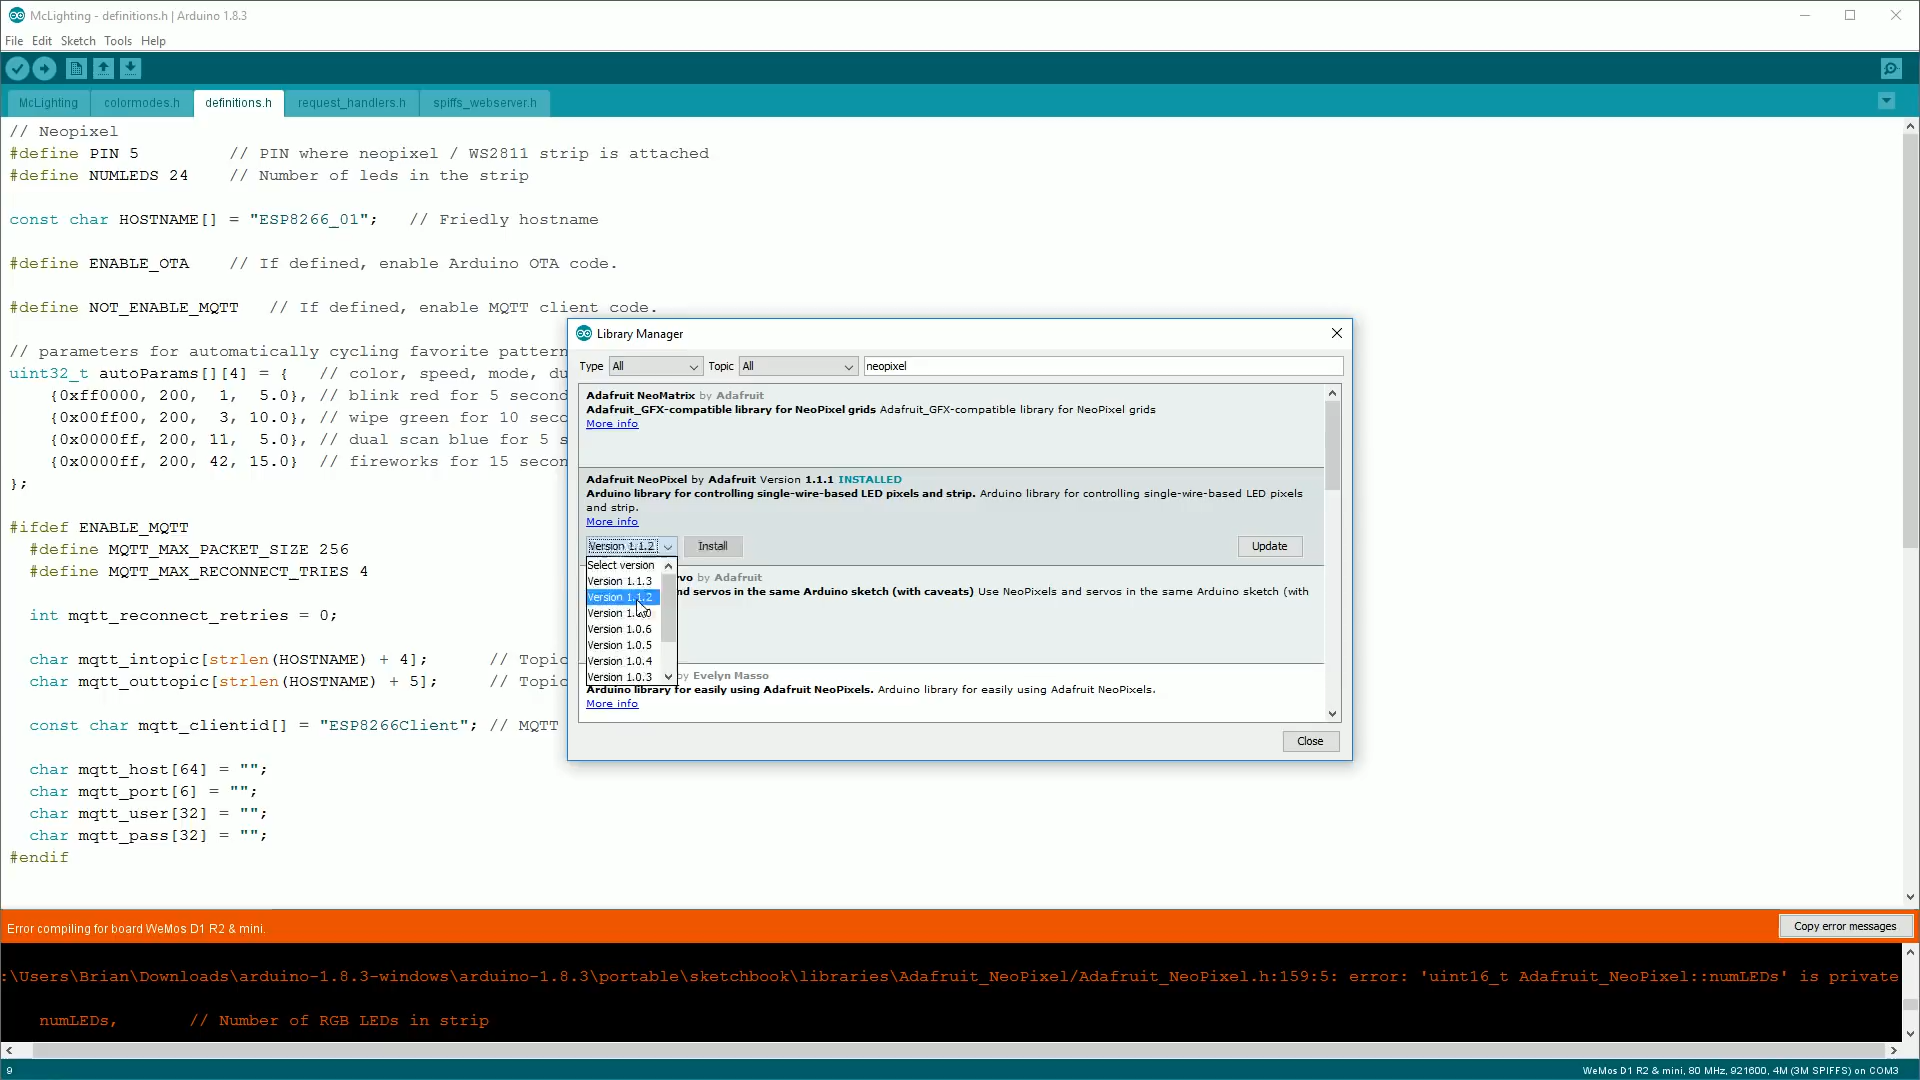 McLighting - definitions.h | Arduino 1.8.3
File Edit Sketch Tools Help
McLighting colormodes.h definitions.h request_handlers.h spiffs_webserver.h
// Neopixel
#define PIN 5 // PIN where neopixel / WS2811 strip is attached
#define NUMLEDS 24 // Number of leds in the strip
const char HOSTNAME[] = "ESP8266_01"; // Friedly hostname
#define ENABLE_OTA // If defined, enable Arduino OTA code.
#define NOT_ENABLE_MQTT // If defined, enable MQTT client code.
// parameters for automatically cycling favorite pattern
uint32_t autoParams[][4] = { // color, speed, mode, du
{0xff0000, 200, 1, 5.0}, // blink red for 5 second
{0x00ff00, 200, 3, 10.0}, // wipe green for 10 seco
{0x0000ff, 200, 11, 5.0}, // dual scan blue for 5 s
{0x0000ff, 200, 42, 15.0} // fireworks for 15 secon
};
#ifdef ENABLE_MQTT
#define MQTT_MAX_PACKET_SIZE 256
#define MQTT_MAX_RECONNECT_TRIES 4
int mqtt_reconnect_retries = 0;
char mqtt_intopic[strlen(HOSTNAME) + 4]; // Topic
char mqtt_outtopic[strlen(HOSTNAME) + 5]; // Topic
const char mqtt_clientid[] = "ESP8266Client"; // MQTT
char mqtt_host[64] = "";
char mqtt_port[6] = "";
char mqtt_user[32] = "";
char mqtt_pass[32] = "";
#endif
Library Manager
Type All Topic All neopixel
Adafruit NeoMatrix by Adafruit
Adafruit_GFX-compatible library for NeoPixel grids Adafruit_GFX-compatible library for NeoPixel grids
More info
Adafruit NeoPixel by Adafruit Version 1.1.1 INSTALLED
Arduino library for controlling single-wire-based LED pixels and strip. Arduino library for controlling single-wire-based LED pixels
and strip.
More info
Version 1.1.2 Install Update
Select version
Version 1.1.3
Version 1.1.2
Version
Version 1.0.6
Version 1.0.5
Version 1.0.4
Version 1.0.3
rvo by Adafruit
nd servos in the same Arduino sketch (with caveats) Use NeoPixels and servos in the same Arduino sketch (with
by Evelyn Masso
Arduino library for easily using Adafruit NeoPixels. Arduino library for easily using Adafruit NeoPixels.
More info
Close
Error compiling for board WeMos D1 R2 & mini.
Copy error messages
:\Users\Brian\Downloads\arduino-1.8.3-windows\arduino-1.8.3\portable\sketchbook\libraries\Adafruit_NeoPixel/Adafruit_NeoPixel.h:159:5: error: 'uint16_t Adafruit_NeoPixel::numLEDs' is private
numLEDs, // Number of RGB LEDs in strip
9
WeMos D1 R2 & mini, 80 MHz, 921600, 4M (3M SPIFFS) on COM3